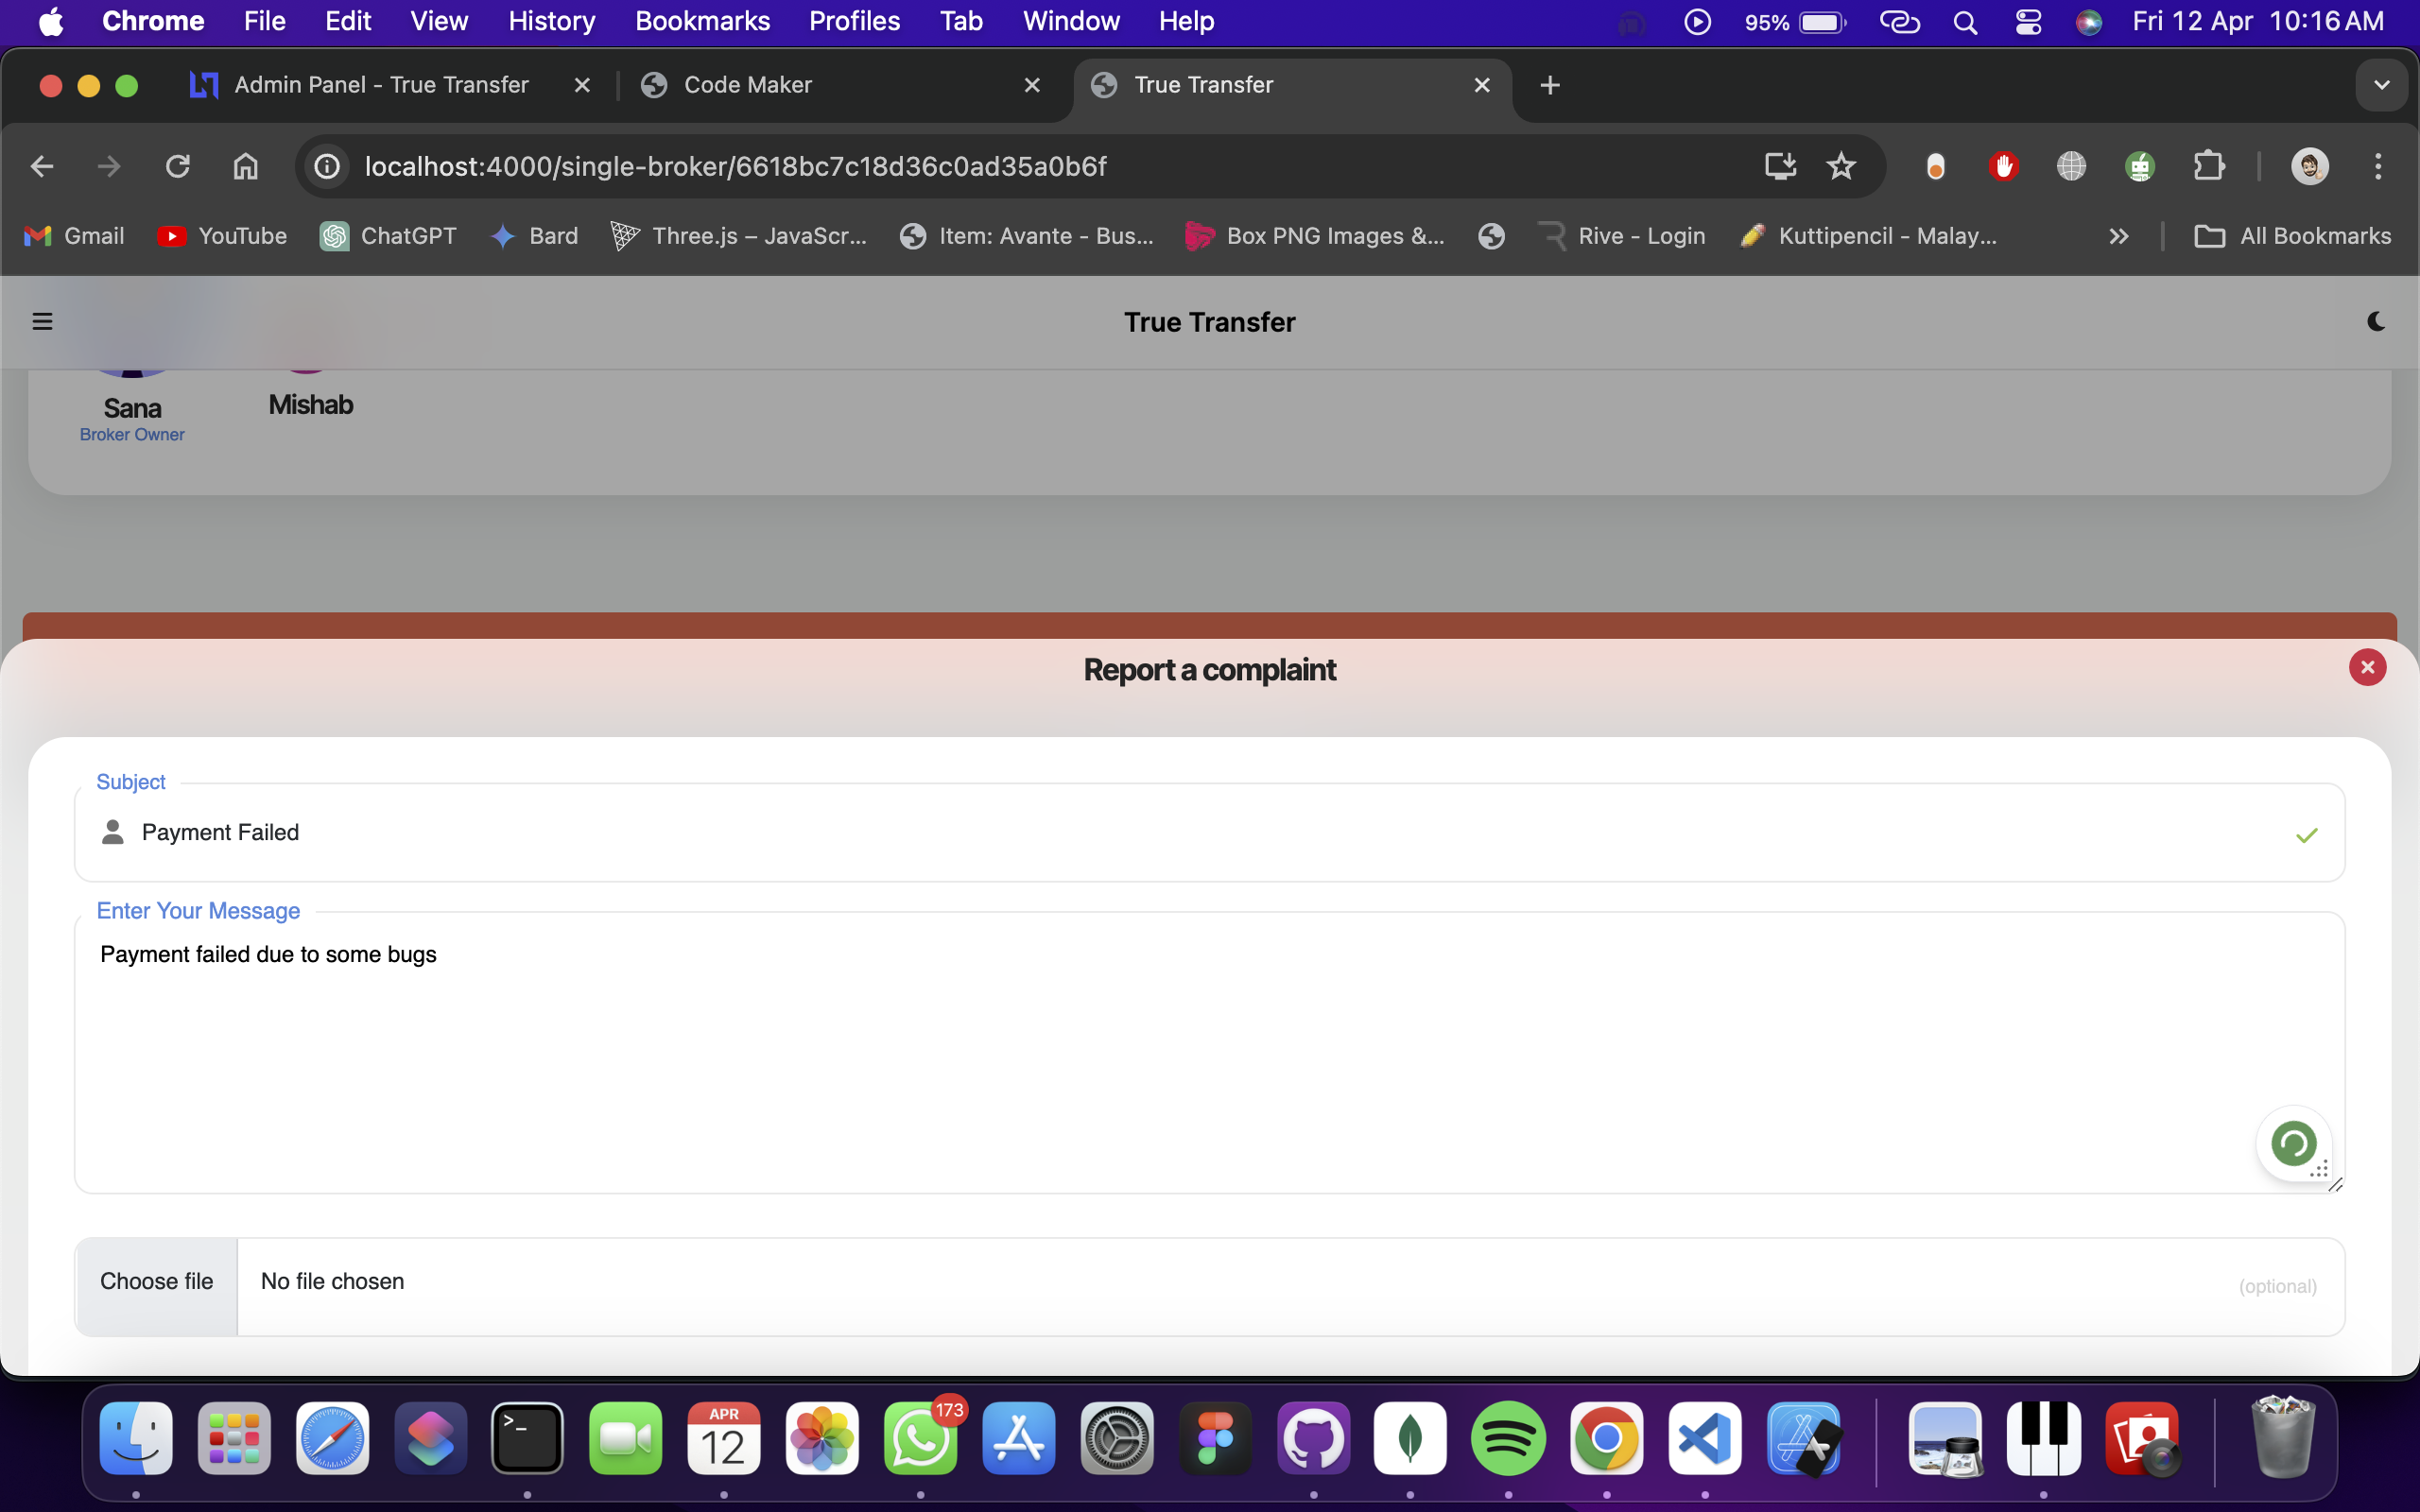 Chrome File Edit View History Bookmarks Profiles Tab Window Help 95% Fri 12 Apr 10:16 AM
Admin Panel - True Transfer Code Maker True Transfer
localhost:4000/single-broker/6618bc7c18d36c0ad35a0b6f
Gmail YouTube ChatGPT Bard Three.js – JavaScr... Item: Avante - Bus... Box PNG Images &... Rive - Login Kuttipencil - Malay... All Bookmarks
True Transfer
Sana Mishab
Broker Owner
Report a complaint
Subject
Payment Failed
Enter Your Message
Payment failed due to some bugs
Choose file No file chosen (optional)
APR 173
12